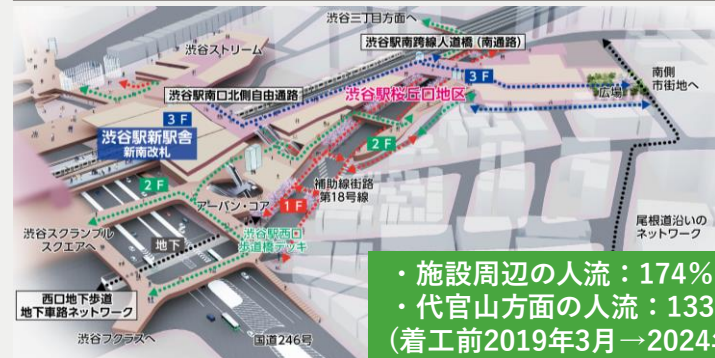 渋谷三丁目方面へ
渋谷ストリーム
渋谷駅南跨線人道橋（南通路）
渋谷駅南口北側自由通路
3F
渋谷駅桜丘口地区
広場
南側
市街地へ
3F
渋谷駅新駅舎
新南改札
2F
2F
補助線街路
第18号線
アーバン・コア
1F
渋谷スクランブル
スクエアへ
地下
渋谷駅西口
歩道橋デッキ
尾根道沿いの
ネットワーク
西口地下歩道
地下車路ネットワーク
渋谷フクラスへ
国道246号
・施設周辺の人流：174％
・代官山方面の人流：133
（着工前2019年3月→2024